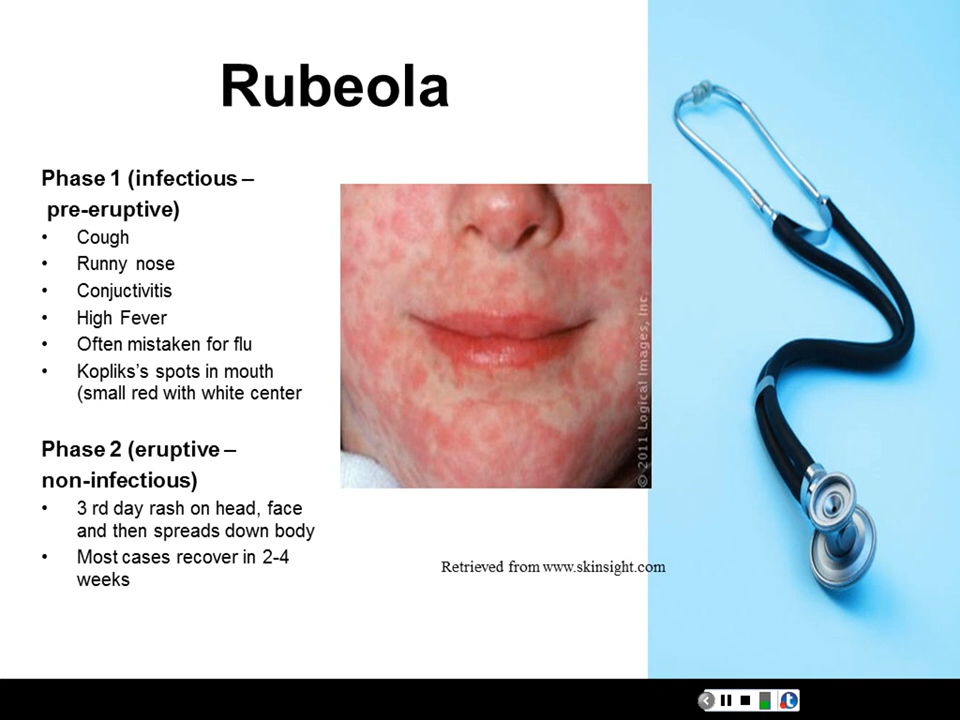 Rubeola
Phase 1 (infectious –
pre-eruptive)
• Cough
• Runny nose
• Conjuctivitis
• High Fever
• Often mistaken for flu
• Kopliks’s spots in mouth
(small red with white center
Phase 2 (eruptive –
non-infectious)
• 3 rd day rash on head, face
and then spreads down body
• Most cases recover in 2-4
weeks
© 2011 Logical Images, Inc.
Retrieved from www.skinsight.com
t